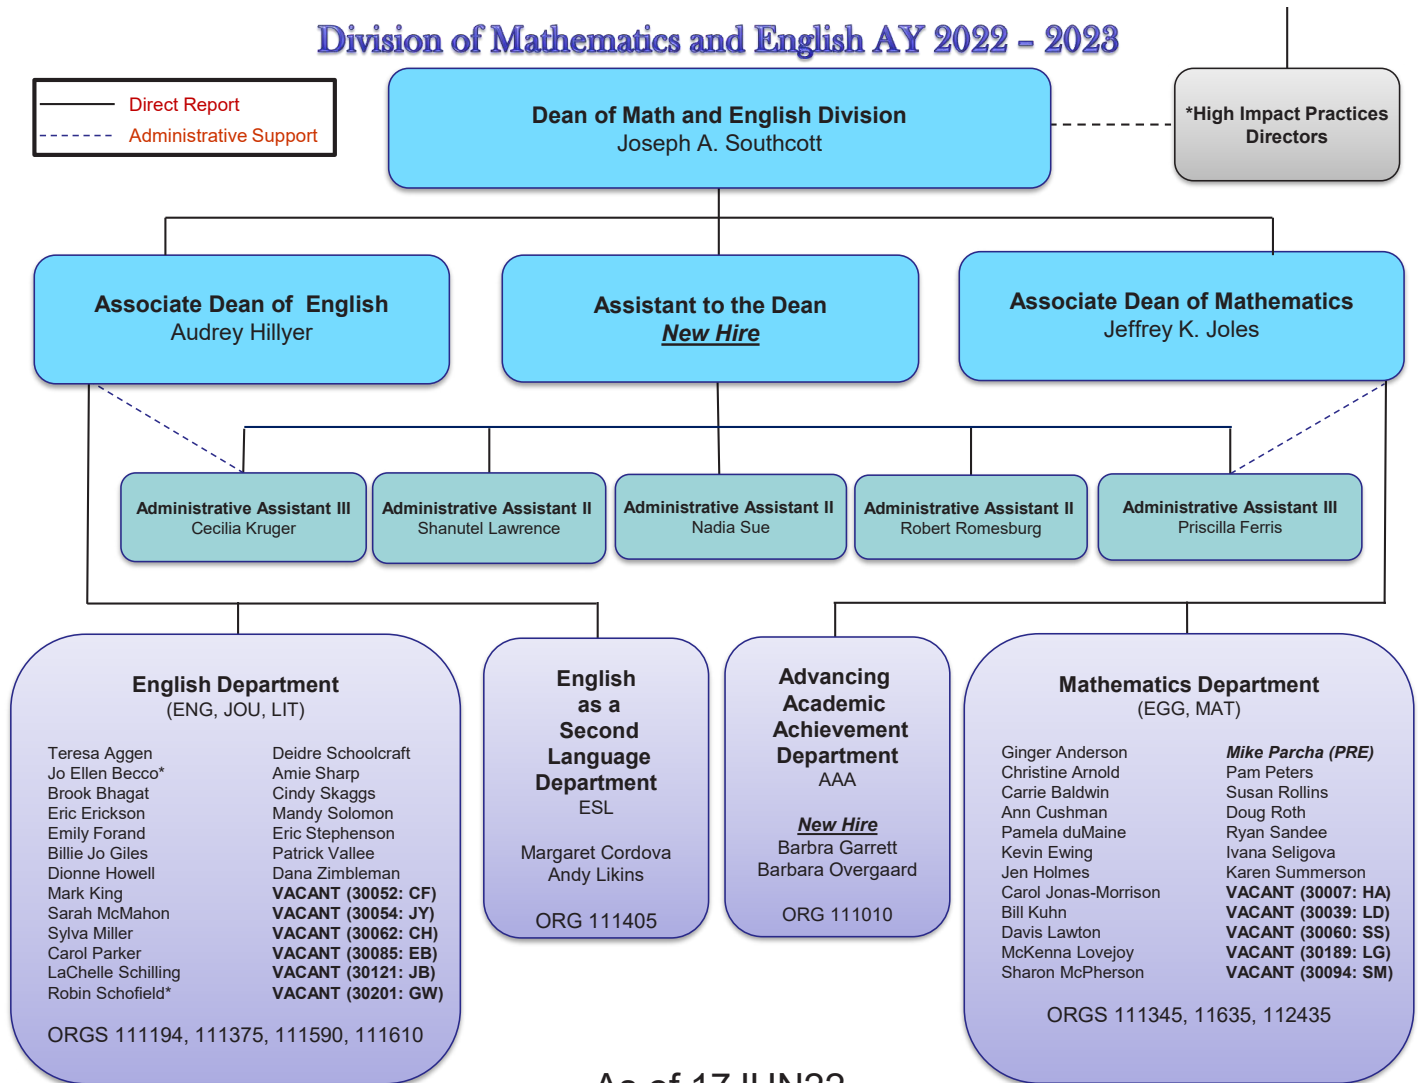 Division of Mathematics and English AY 2022 – 2023
Direct Report
Administrative Support
Dean of Math and English Division
Joseph A. Southcott
*High Impact Practices
Directors
Associate Dean of English
Audrey Hillyer
Assistant to the Dean
New Hire
Associate Dean of Mathematics
Jeffrey K. Joles
Administrative Assistant III
Cecilia Kruger
Administrative Assistant II
Shanutel Lawrence
Administrative Assistant II
Nadia Sue
Administrative Assistant II
Robert Romesburg
Administrative Assistant III
Priscilla Ferris
English Department
(ENG, JOU, LIT)
Teresa Aggen
Jo Ellen Becco*
Brook Bhagat
Eric Erickson
Emily Forand
Billie Jo Giles
Dionne Howell
Mark King
Sarah McMahon
Sylva Miller
Carol Parker
LaChelle Schilling
Robin Schofield*
Deidre Schoolcraft
Amie Sharp
Cindy Skaggs
Mandy Solomon
Eric Stephenson
Patrick Vallee
Dana Zimbleman
VACANT (30052: CF)
VACANT (30054: JY)
VACANT (30062: CH)
VACANT (30085: EB)
VACANT (30121: JB)
VACANT (30201: GW)
ORGS 111194, 111375, 111590, 111610
English
as a
Second
Language
Department
ESL
Margaret Cordova
Andy Likins
ORG 111405
Advancing
Academic
Achievement
Department
AAA
New Hire
Barbra Garrett
Barbara Overgaard
ORG 111010
Mathematics Department
(EGG, MAT)
Ginger Anderson
Christine Arnold
Carrie Baldwin
Ann Cushman
Pamela duMaine
Kevin Ewing
Jen Holmes
Carol Jonas-Morrison
Bill Kuhn
Davis Lawton
McKenna Lovejoy
Sharon McPherson
Mike Parcha (PRE)
Pam Peters
Susan Rollins
Doug Roth
Ryan Sandee
Ivana Seligova
Karen Summerson
VACANT (30007: HA)
VACANT (30039: LD)
VACANT (30060: SS)
VACANT (30189: LG)
VACANT (30094: SM)
ORGS 111345, 11635, 112435
As of 17JUN22